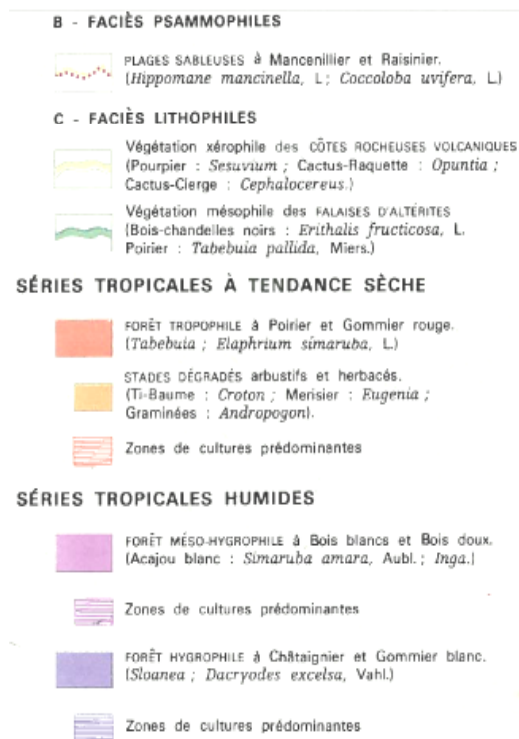 B - FACIÈS PSAMMOPHILES
PLAGES SABLEUSES à Mancenillier et Raisinier.
(Hippomane mancinella, L; Coccoloba uvifera, L.)
C - FACIÈS LITHOPHILES
Végétation xérophile des CÔTES ROCHEUSES VOLCANIQUES
(Pourpier : Sesuvium ; Cactus-Raquette : Opuntia ;
Cactus-Cierge : Cephalocereus.)
Végétation mésophile des FALAISES D'ALTÉRITES
(Bois-chandelles noirs : Erithalis fructicosa, L.
Poirier : Tabebuia pallida, Miers.)
SÉRIES TROPICALES À TENDANCE SÈCHE
FORÊT TROPOPHILE à Poirier et Gommier rouge.
(Tabebuia ; Elaphrium simaruba, L.)
STADES DÉGRADÉS arbustifs et herbacés.
(Ti-Baume : Croton ; Merisier : Eugenia ;
Graminées : Andropogon).
Zones de cultures prédominantes
SÉRIES TROPICALES HUMIDES
FORÊT MÉSO-HYGROPHILE à Bois blancs et Bois doux.
(Acajou blanc : Simaruba amara, Aubl. ; Inga.)
Zones de cultures prédominantes
FORÊT HYGROPHILE à Châtaignier et Gommier blanc.
(Sloanea ; Dacryodes excelsa, Vahl.)
Zones de cultures prédominantes